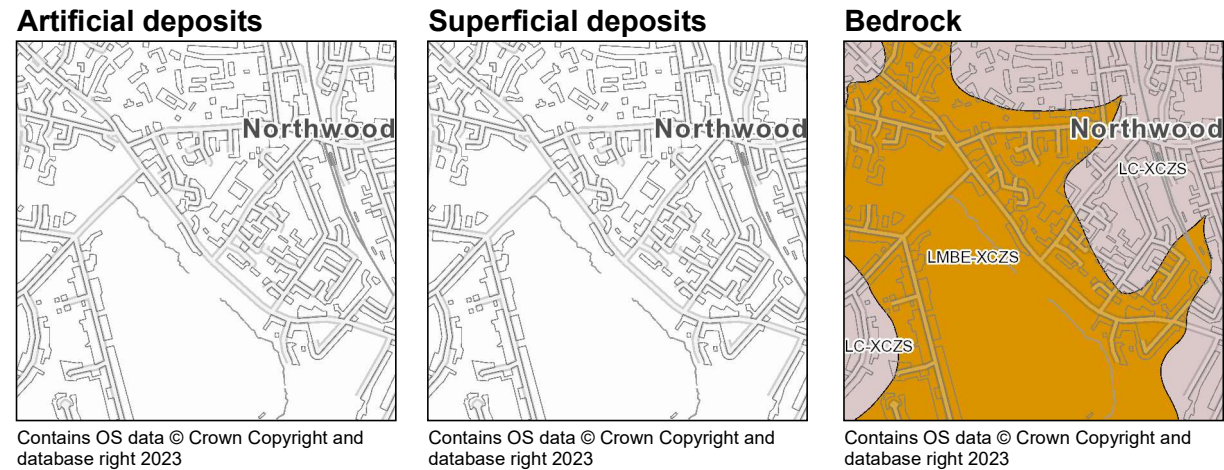 Artificial deposits
Northwood
Contains OS data © Crown Copyright and
database right 2023
Superficial deposits
Northwood
Contains OS data © Crown Copyright and
database right 2023
Bedrock
Northwood
LC-XCZS
LMBE-XCZS
LC-XCZS
Contains OS data © Crown Copyright and
database right 2023